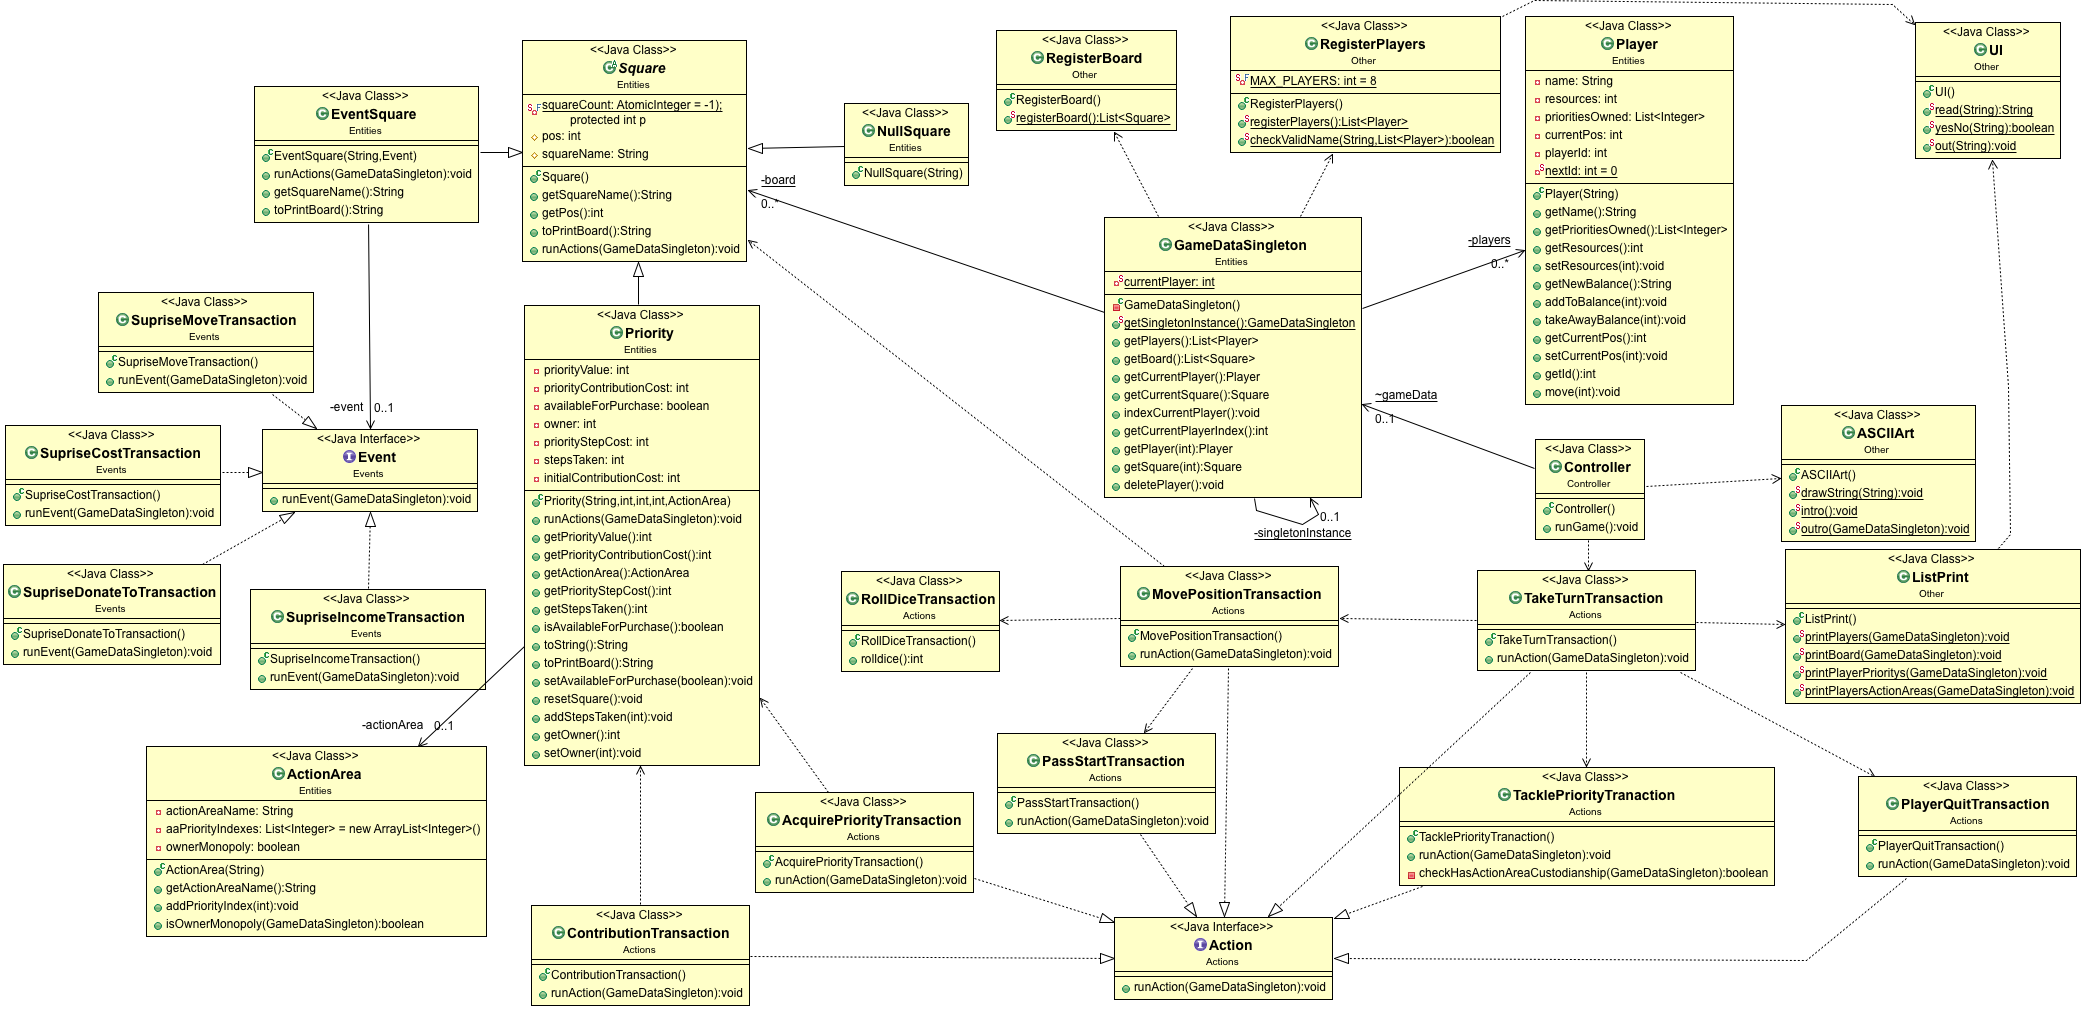 <<Java Class>>
EventSquare
Entities
EventSquare(String,Event)
runActions(GameDataSingleton):void
getSquareName():String
toPrintBoard():String
<<Java Class>>
Square
Entities
squareCount: AtomicInteger = -1);
protected int p
pos: int
squareName: String
Square()
getSquareName():String
getPos():int
toPrintBoard():String
runActions(GameDataSingleton):void
<<Java Class>>
NullSquare
Entities
NullSquare(String)
<<Java Class>>
RegisterBoard
Other
RegisterBoard()
registerBoard():List<Square>
<<Java Class>>
RegisterPlayers
Other
MAX_PLAYERS: int = 8
RegisterPlayers()
registerPlayers():List<Player>
checkValidName(String,List<Player>):boolean
<<Java Class>>
Player
Entities
name: String
resources: int
prioritiesOwned: List<Integer>
currentPos: int
playerId: int
nextId: int = 0
Player(String)
getName():String
getPrioritiesOwned():List<Integer>
getResources():int
setResources(int):void
getNewBalance():String
addToBalance(int):void
takeAwayBalance(int):void
getCurrentPos():int
setCurrentPos(int):void
getId():int
move(int):void
<<Java Class>>
UI
Other
UI()
read(String):String
yesNo(String):boolean
out(String):void
-board
0..*
-players
0..*
<<Java Class>>
GameDataSingleton
Entities
currentPlayer: int
GameDataSingleton()
getSingletonInstance():GameDataSingleton
getPlayers():List<Player>
getBoard():List<Square>
getCurrentPlayer():Player
getCurrentSquare():Square
indexCurrentPlayer():void
getCurrentPlayerIndex():int
getPlayer(int):Player
getSquare(int):Square
deletePlayer():void
0..1
-singletonInstance
~gameData
0..1
<<Java Class>>
SupriseMoveTransaction
Events
SupriseMoveTransaction()
runEvent(GameDataSingleton):void
-event
0..1
<<Java Class>>
SupriseCostTransaction
Events
SupriseCostTransaction()
runEvent(GameDataSingleton):void
<<Java Interface>>
Event
Events
runEvent(GameDataSingleton):void
<<Java Class>>
SupriseDonateToTransaction
Events
SupriseDonateToTransaction()
runEvent(GameDataSingleton):void
<<Java Class>>
SupriseIncomeTransaction
Events
SupriseIncomeTransaction()
runEvent(GameDataSingleton):void
<<Java Class>>
Priority
Entities
priorityValue: int
priorityContributionCost: int
availableForPurchase: boolean
owner: int
priorityStepCost: int
stepsTaken: int
initialContributionCost: int
Priority(String,int,int,int,ActionArea)
runActions(GameDataSingleton):void
getPriorityValue():int
getPriorityContributionCost():int
getActionArea():ActionArea
getPriorityStepCost():int
getStepsTaken():int
isAvailableForPurchase():boolean
toString():String
toPrintBoard():String
setAvailableForPurchase(boolean):void
resetSquare():void
addStepsTaken(int):void
getOwner():int
setOwner(int):void
-actionArea
0..1
<<Java Class>>
ActionArea
Entities
actionAreaName: String
aaPriorityIndexes: List<Integer> = new ArrayList<Integer>()
ownerMonopoly: boolean
ActionArea(String)
getActionAreaName():String
addPriorityIndex(int):void
isOwnerMonopoly(GameDataSingleton):boolean
<<Java Class>>
Controller
Controller
Controller()
runGame():void
<<Java Class>>
ASCIIArt
Other
ASCIIArt()
drawString(String):void
intro():void
outro(GameDataSingleton):void
<<Java Class>>
RollDiceTransaction
Actions
RollDiceTransaction()
rolldice():int
<<Java Class>>
MovePositionTransaction
Actions
MovePositionTransaction()
runAction(GameDataSingleton):void
<<Java Class>>
TakeTurnTransaction
Actions
TakeTurnTransaction()
runAction(GameDataSingleton):void
<<Java Class>>
ListPrint
Other
ListPrint()
printPlayers(GameDataSingleton):void
printBoard(GameDataSingleton):void
printPlayerPrioritys(GameDataSingleton):void
printPlayersActionAreas(GameDataSingleton):void
<<Java Class>>
PassStartTransaction
Actions
PassStartTransaction()
runAction(GameDataSingleton):void
<<Java Class>>
TacklePriorityTranaction
Actions
TacklePriorityTranaction()
runAction(GameDataSingleton):void
checkHasActionAreaCustodianship(GameDataSingleton):boolean
<<Java Class>>
PlayerQuitTransaction
Actions
PlayerQuitTransaction()
runAction(GameDataSingleton):void
<<Java Class>>
AcquirePriorityTransaction
Actions
AcquirePriorityTransaction()
runAction(GameDataSingleton):void
<<Java Class>>
ContributionTransaction
Actions
ContributionTransaction()
runAction(GameDataSingleton):void
<<Java Interface>>
Action
Actions
runAction(GameDataSingleton):void